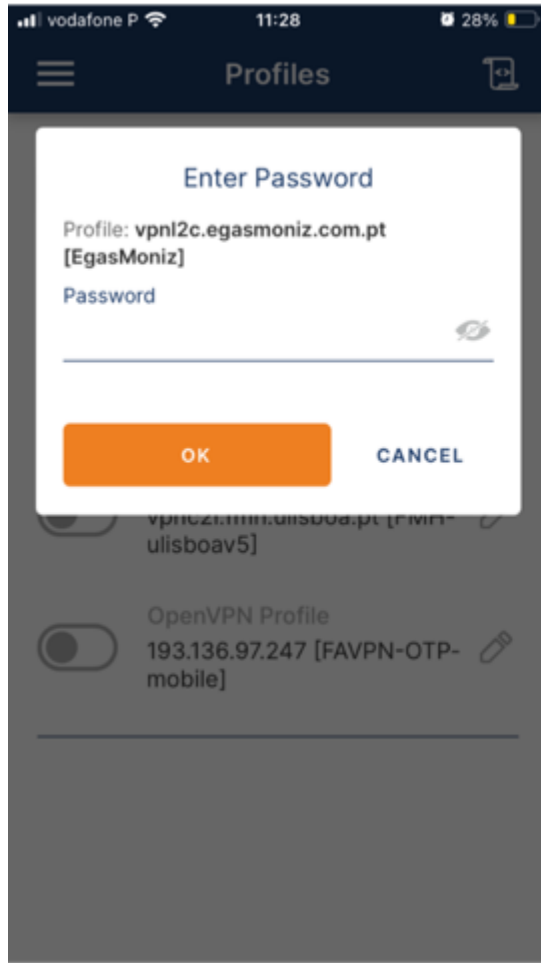 vodafone P 11:28 28%
Profiles
Enter Password
Profile: vpnl2c.egasmoniz.com.pt
[EgasMoniz]
Password
OK CANCEL
ulisboav5]
OpenVPN Profile
193.136.97.247 [FAVPN-OTP-
mobile]